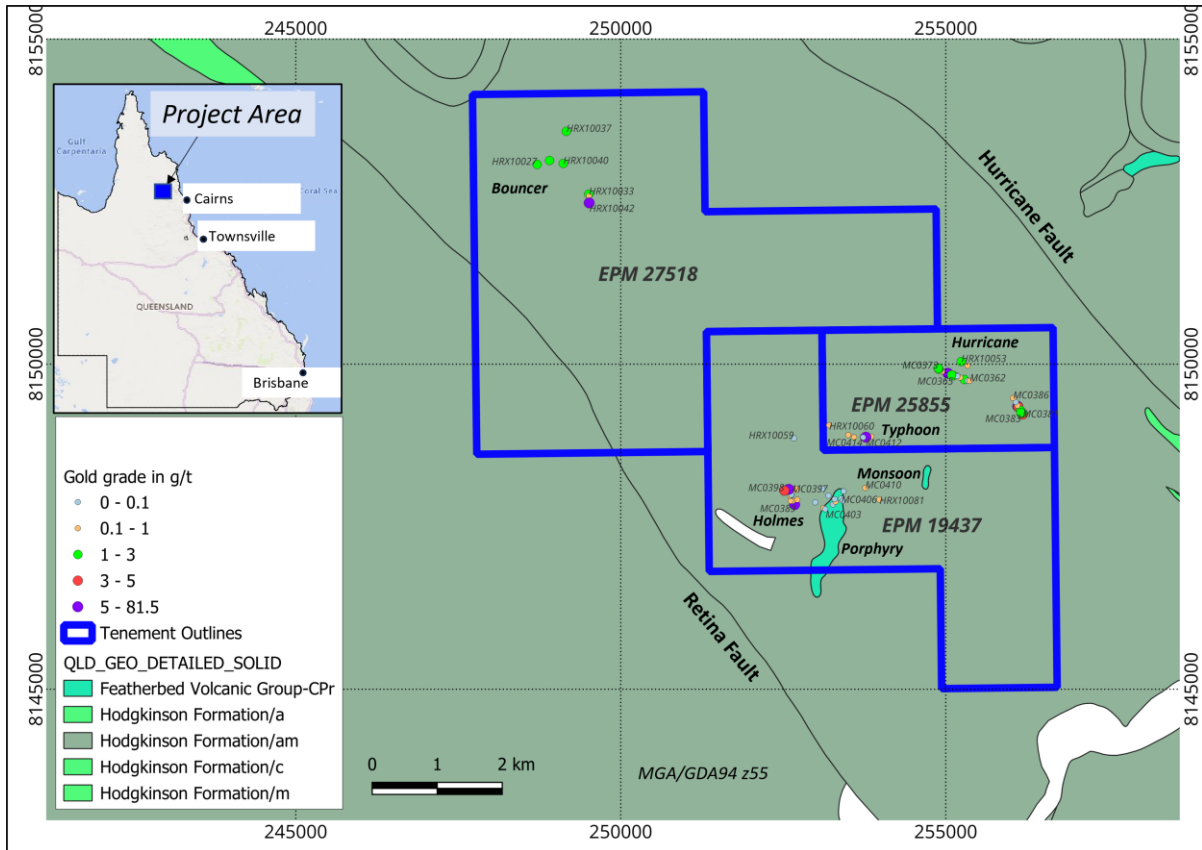 245000
250000
255000
8155000
8155000
Project Area
Gulf
Carpentaria
Coral Sea
Cairns
Townsville
QUEENSLAND
Brisbane
HRX10037
HRX10027
HRX10040
Bouncer
HRX10033
HRX10042
EPM 27518
Hurricane Fault
8150000
8150000
Hurricane
HRX10053
MC0373
MC0365
MC0362
MC0386
MC0383
EPM 25855
HRX10060
Typhoon
HRX10059
MC0414
MC0412
Monsoon
MC0398
MC0397
MC0410
MC0389
MC0406
HRX10081
MC0403
Holmes
EPM 19437
Porphyry
Retina Fault
Gold grade in g/t
0 - 0.1
0.1 - 1
1 - 3
3 - 5
5 - 81.5
Tenement Outlines
QLD_GEO_DETAILED_SOLID
Featherbed Volcanic Group-CPr
Hodgkinson Formation/a
Hodgkinson Formation/am
Hodgkinson Formation/c
Hodgkinson Formation/m
8145000
8145000
0 1 2 km
MGA/GDA94 z55
245000
250000
255000